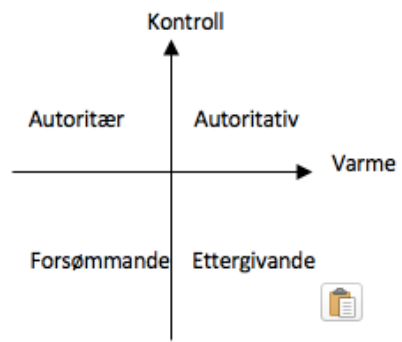 Kontroll
Autoritær Autoritativ
Varme
Forsømmande Ettergivande